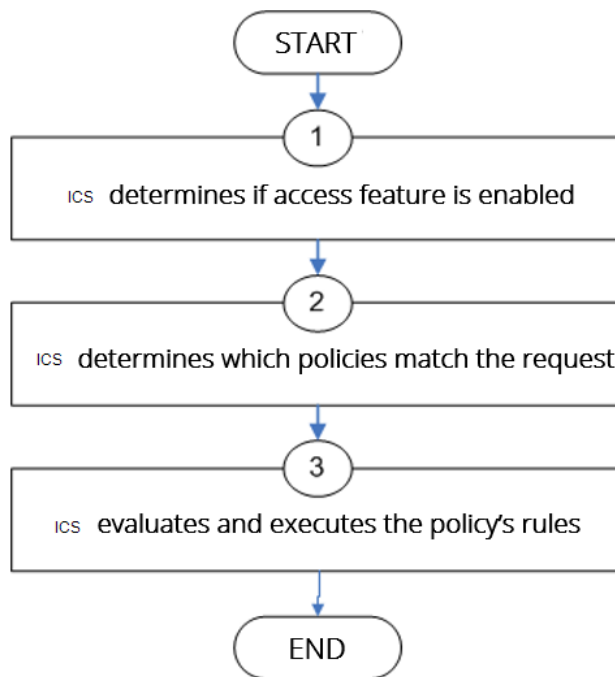 START
1
ICS determines if access feature is enabled
2
ICS determines which policies match the request
3
ICS evaluates and executes the policy’s rules
END